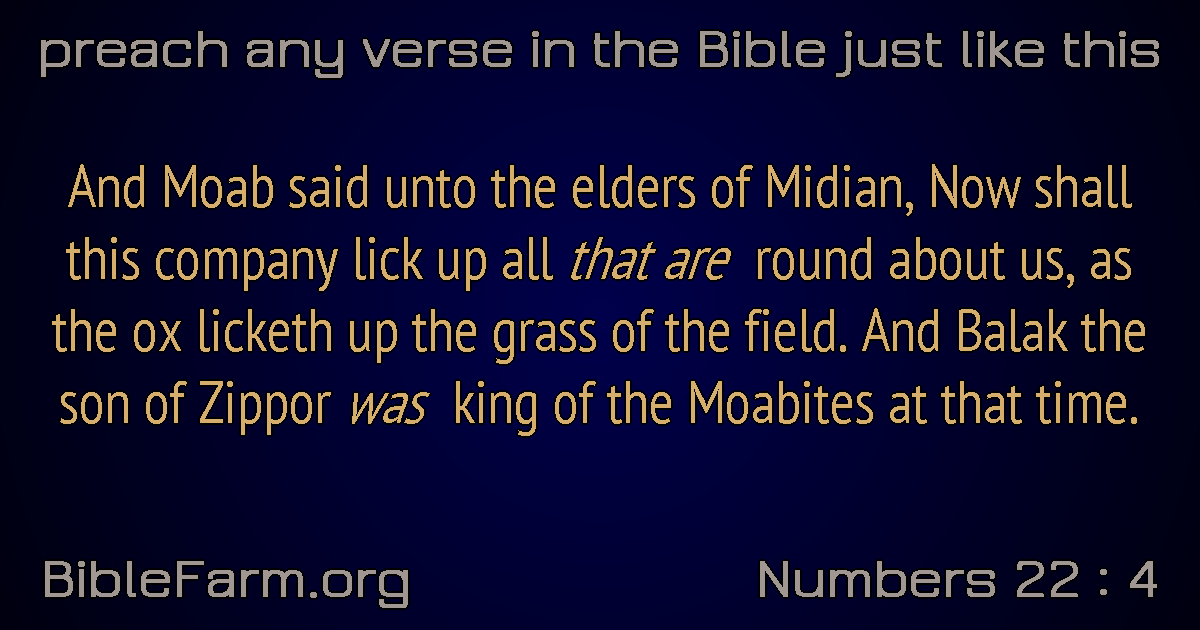 preach any verse in the Bible just like this
And Moab said unto the elders of Midian, Now shall
this company lick up all that are round about us, as
the ox licketh up the grass of the field. And Balak the
son of Zippor was king of the Moabites at that time.
BibleFarm.org
Numbers 22 : 4